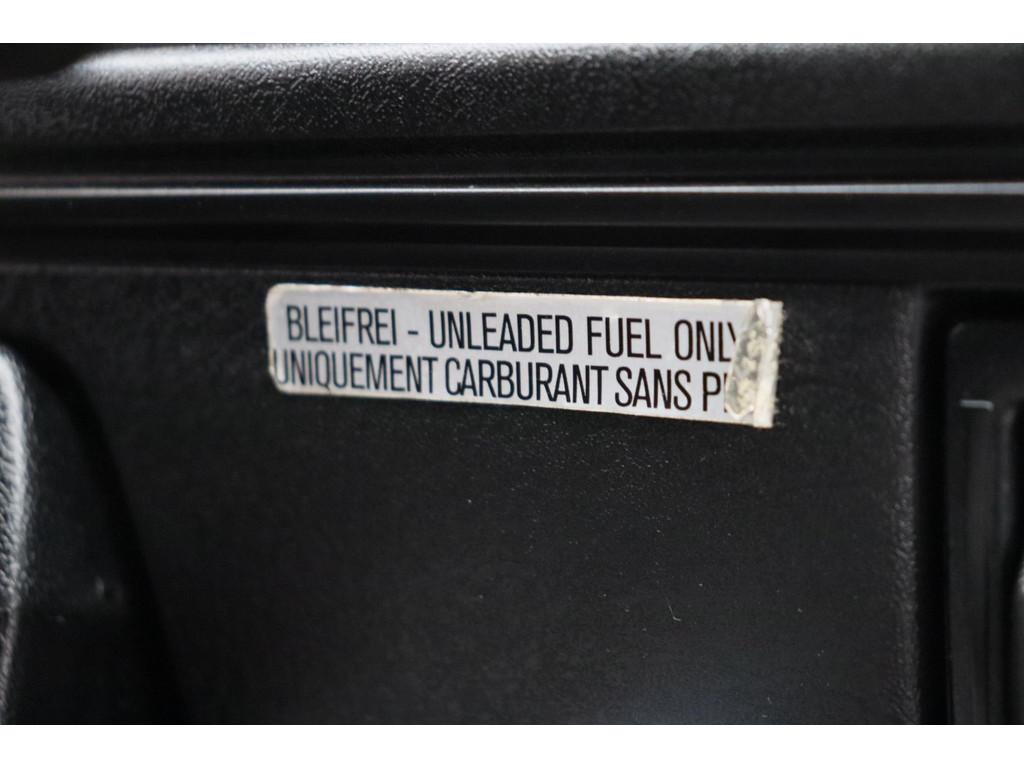 BLEIFREI - UNLEADED FUEL ONLY
UNIQUEMENT CARBURANT SANS